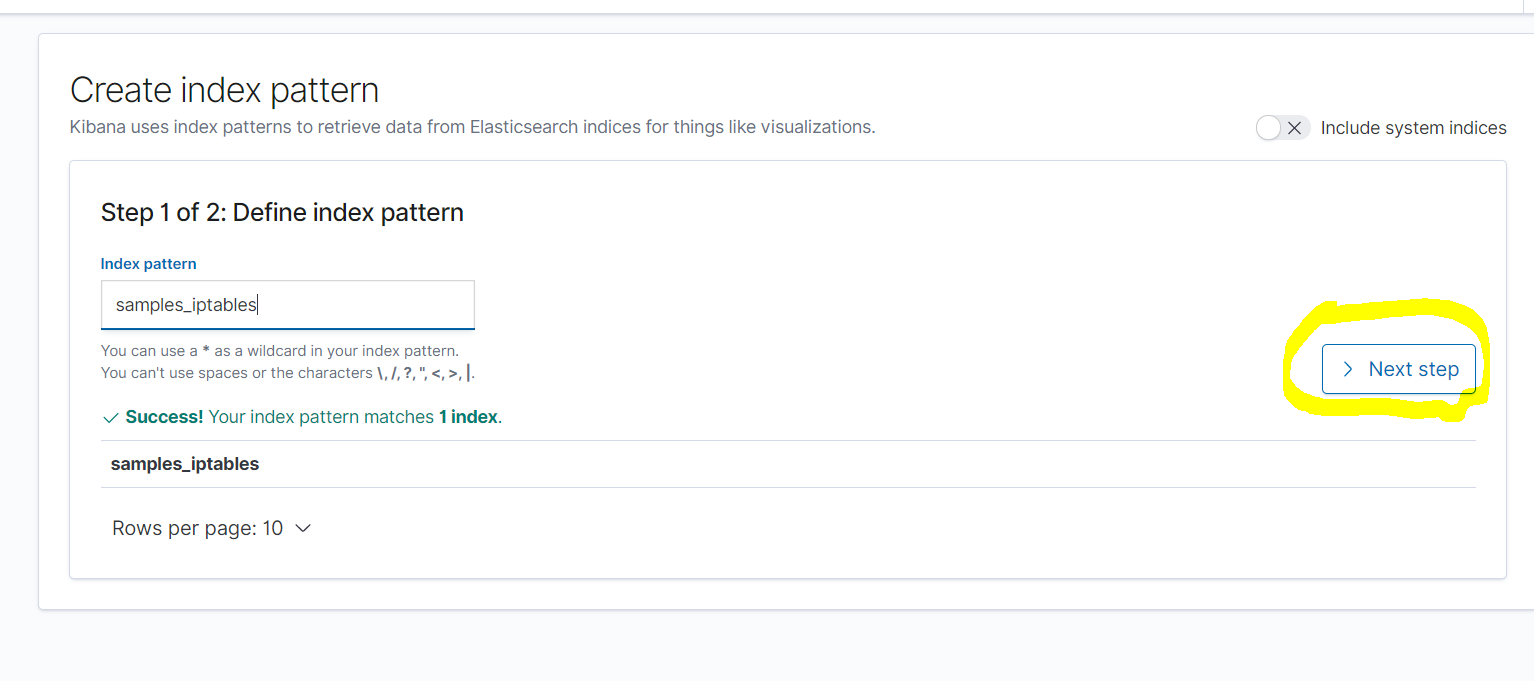 Create index pattern
Kibana uses index patterns to retrieve data from Elasticsearch indices for things like visualizations.
Include system indices
Step 1 of 2: Define index pattern
Index pattern
samples_iptables
You can use a * as a wildcard in your index pattern.
You can't use spaces or the characters \, /, ?, ", <, >, |.
Success! Your index pattern matches 1 index.
Next step
samples_iptables
Rows per page: 10